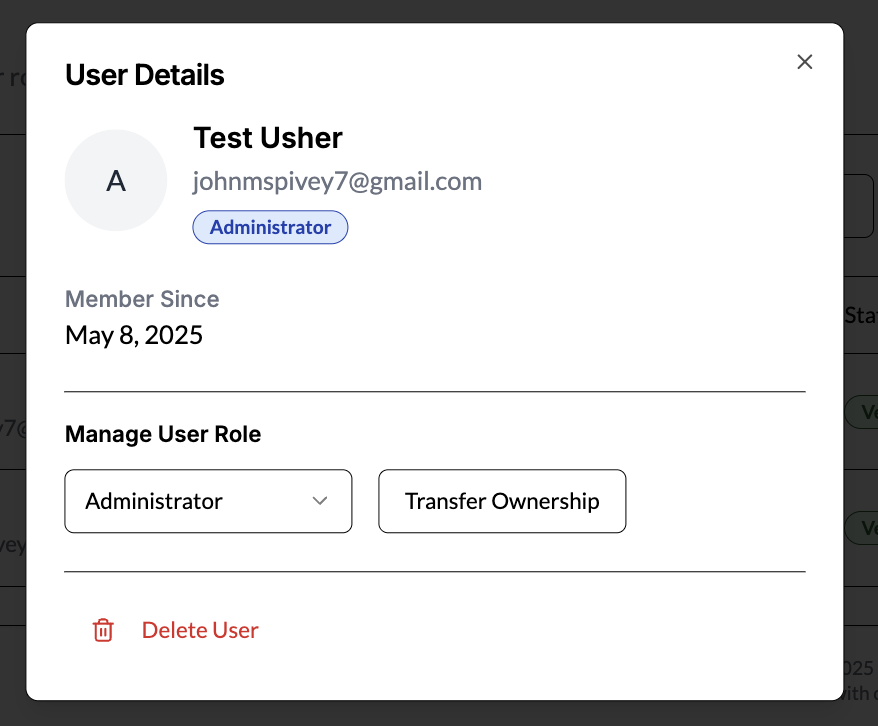 User Details
A
Test Usher
johnmspivey7@gmail.com
Administrator
Member Since
May 8, 2025
Manage User Role
Administrator
Transfer Ownership
Delete User